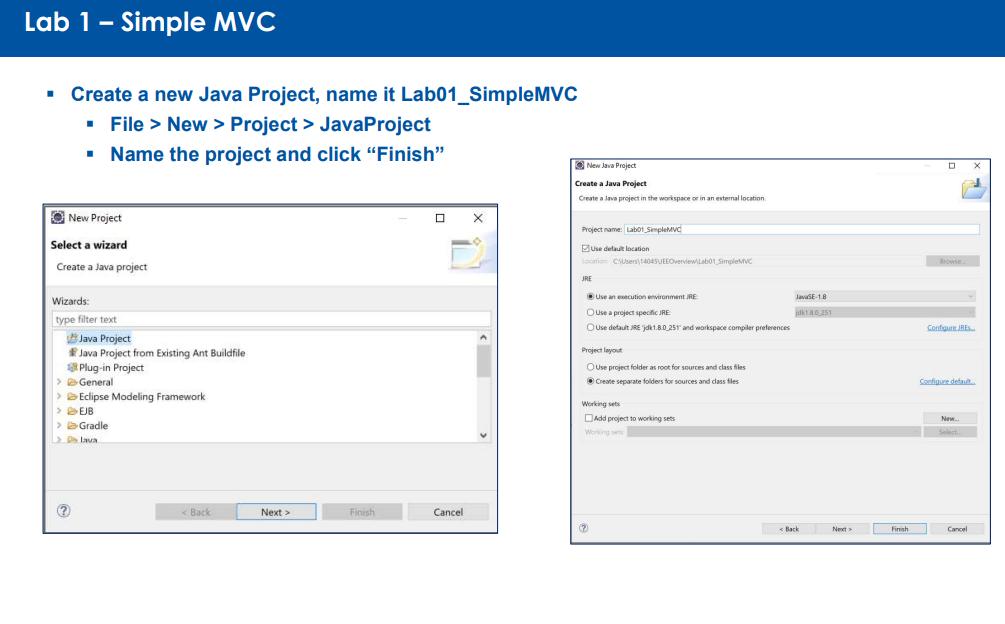 Lab 1 – Simple MVC
Create a new Java Project, name it Lab01_SimpleMVC
File > New > Project > JavaProject
Name the project and click “Finish”
New Project
Select a wizard
Create a Java project
Wizards:
type filter text
Java Project
Java Project from Existing Ant Buildfile
Plug-in Project
General
Eclipse Modeling Framework
EJB
Gradle
Java
< Back Next > Finish Cancel
New Java Project
Create a Java Project
Create a Java project in the workspace or in an external location.
Project name: Lab01_SimpleMVC
Use default location
Location: C:\Users\14045\JEEOverview\Lab01_SimpleMVC Browse...
JRE
Use an execution environment JRE: JavaSE-1.8
Use a project specific JRE: jdk1.8.0_251
Use default JRE 'jdk1.8.0_251' and workspace compiler preferences Configure JREs...
Project layout
Use project folder as root for sources and class files
Create separate folders for sources and class files Configure default...
Working sets
Add project to working sets New...
Working sets: Select...
< Back Next > Finish Cancel